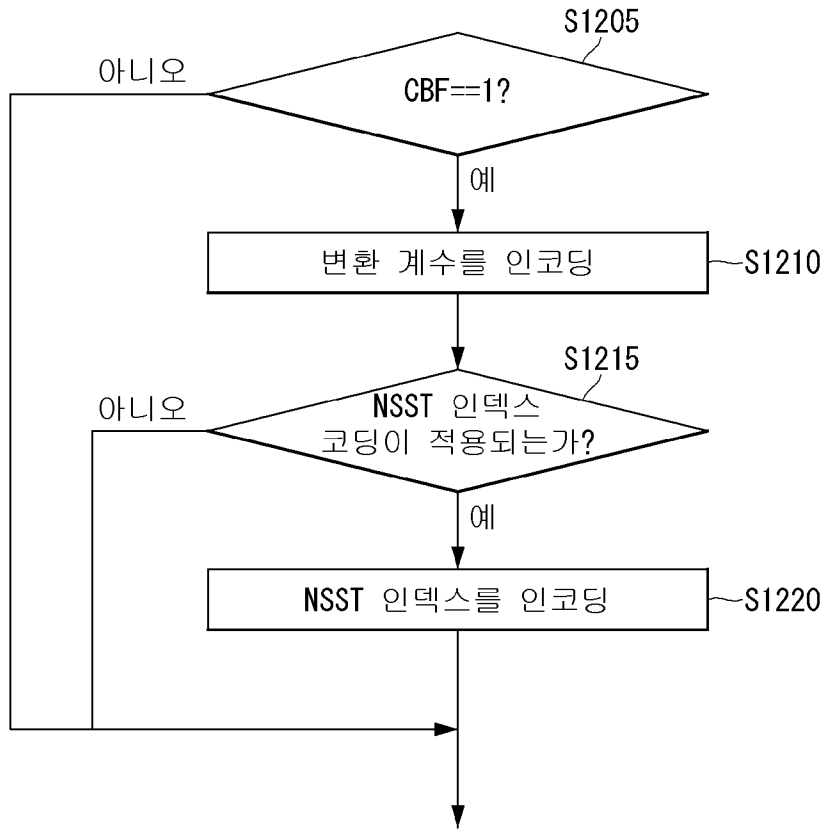 S1205
아니오
CBF==1?
예
변환 계수를 인코딩
S1210
S1215
아니오
NSST 인덱스
코딩이 적용되는가?
예
NSST 인덱스를 인코딩
S1220